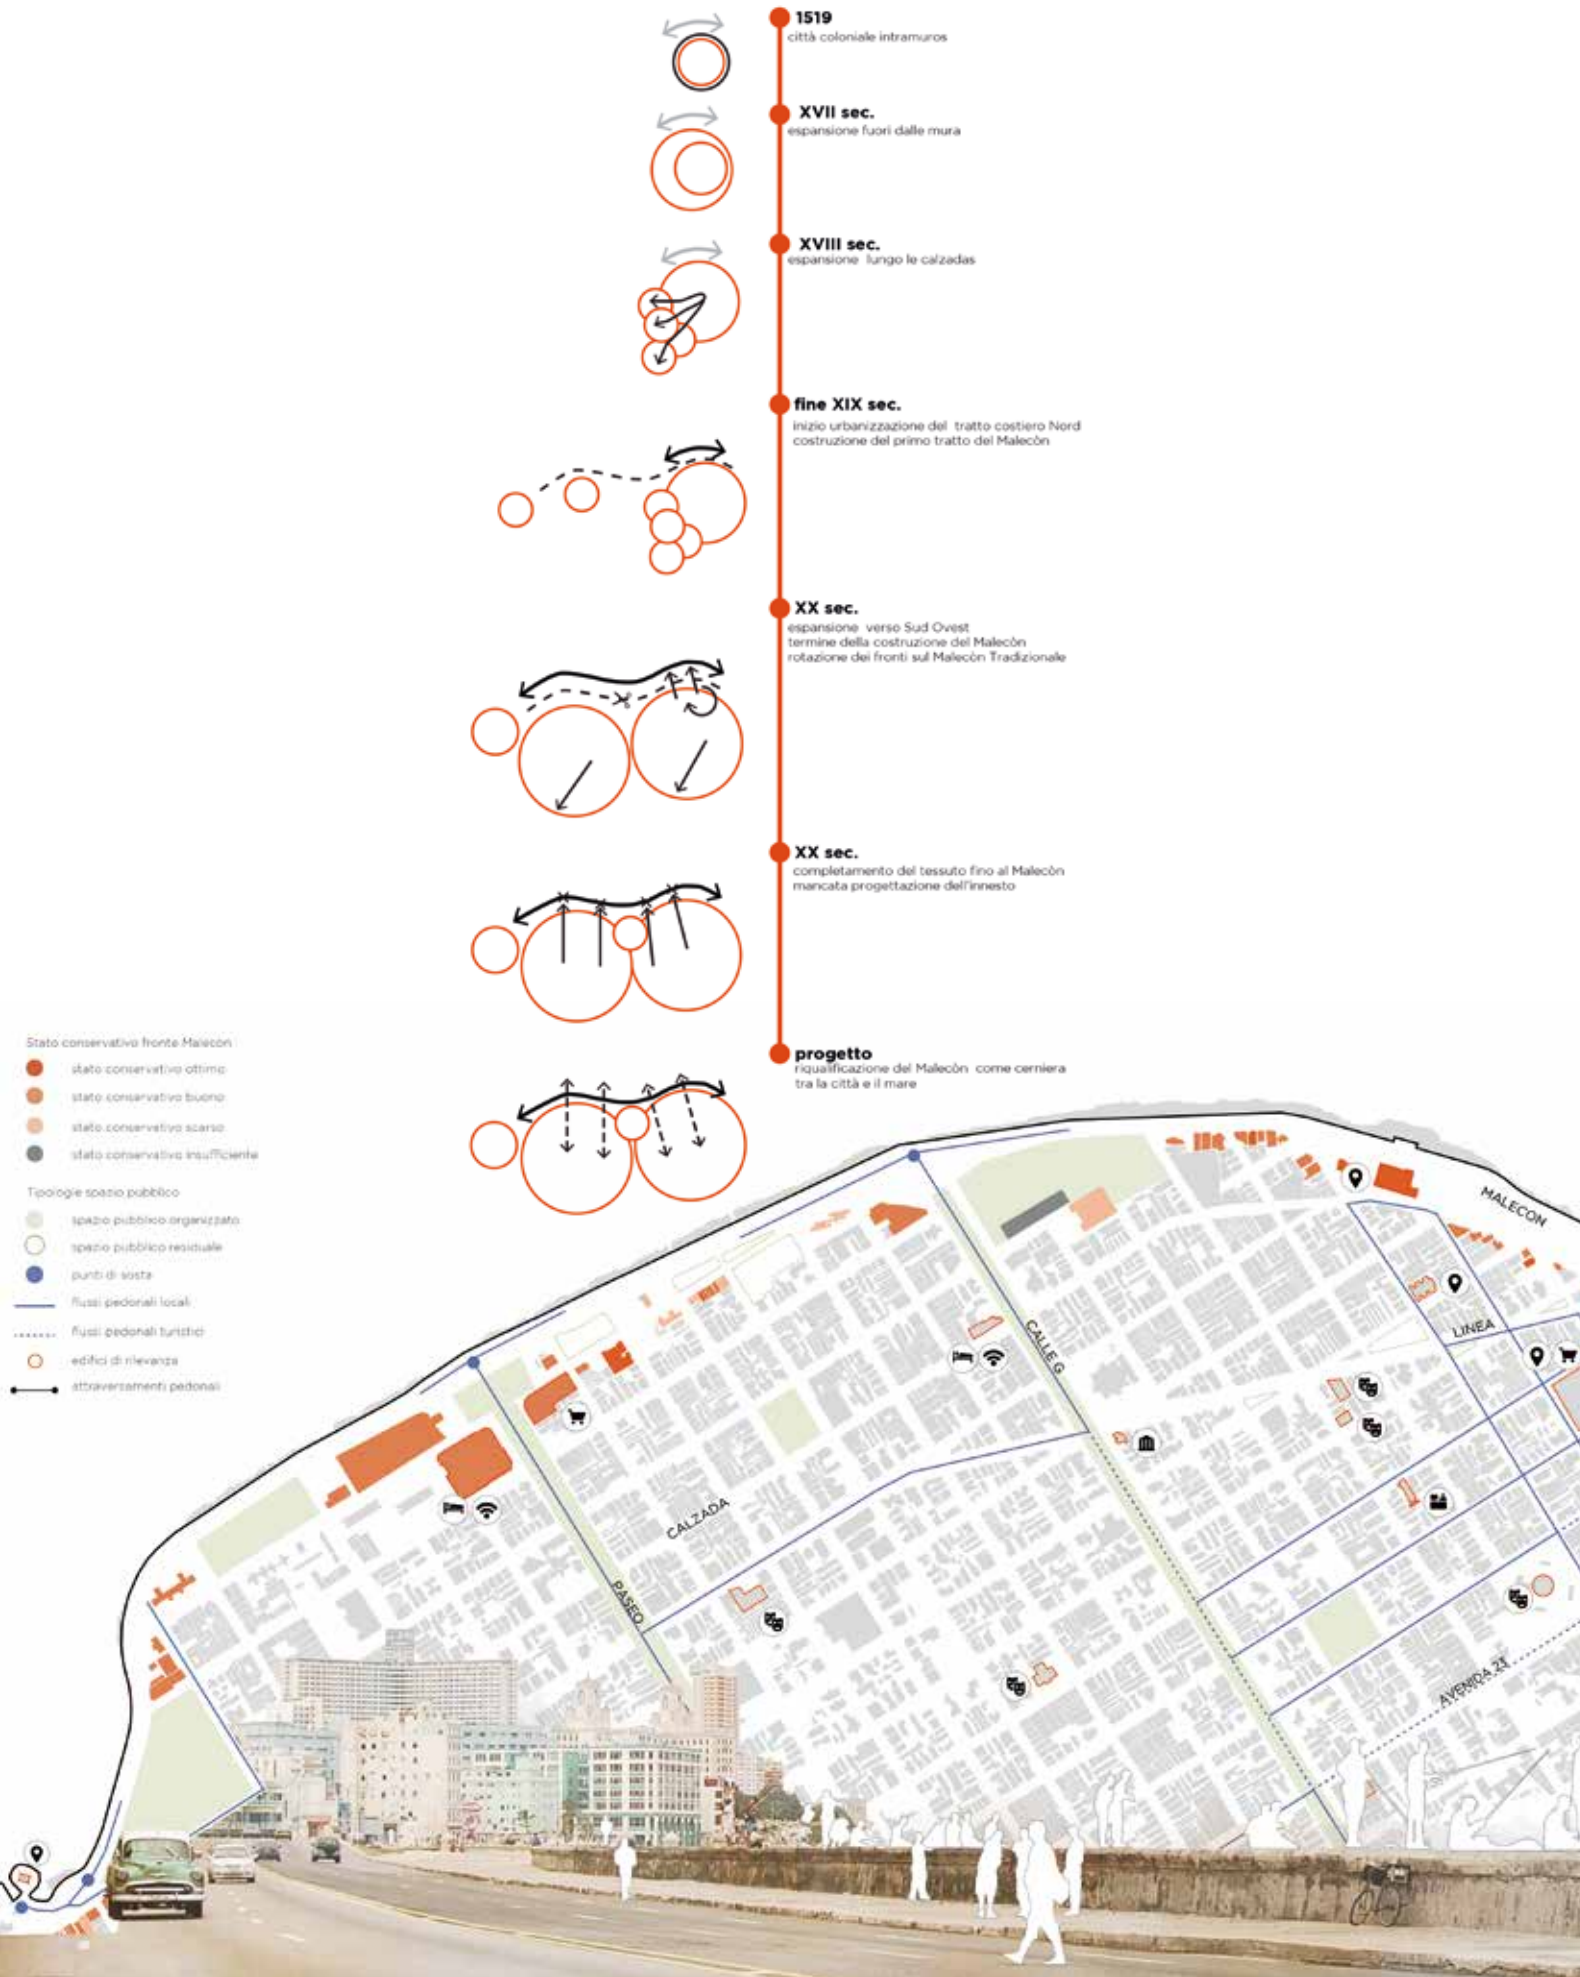 1519
città coloniale intramuros
XVII sec.
espansione fuori dalle mura
XVIII sec.
espansione lungo le calzadas
fine XIX sec.
inizio urbanizzazione del tratto costiero Nord
costruzione del primo tratto del Malecòn
XX sec.
espansione verso Sud Ovest
termine della costruzione del Malecòn
rotazione dei fronti sul Malecòn Tradizionale
XX sec.
completamento del tessuto fino al Malecòn
mancata progettazione dell'innesto
progetto
riqualificazione del Malecòn come cerniera
tra la città e il mare
Stato conservativo fronte Malecòn
stato conservativo ottimo
stato conservativo buono
stato conservativo scarso
stato conservativo insufficiente
Tipologie spazio pubblico
spazio pubblico organizzato
spazio pubblico residuale
punti di sosta
flussi pedonali locali
flussi pedonali turistici
edifici di rilevanza
attraversamenti pedonali
MALECON
LINEA
CALLE G
CALZADA
PASEO
AVENIDA 23